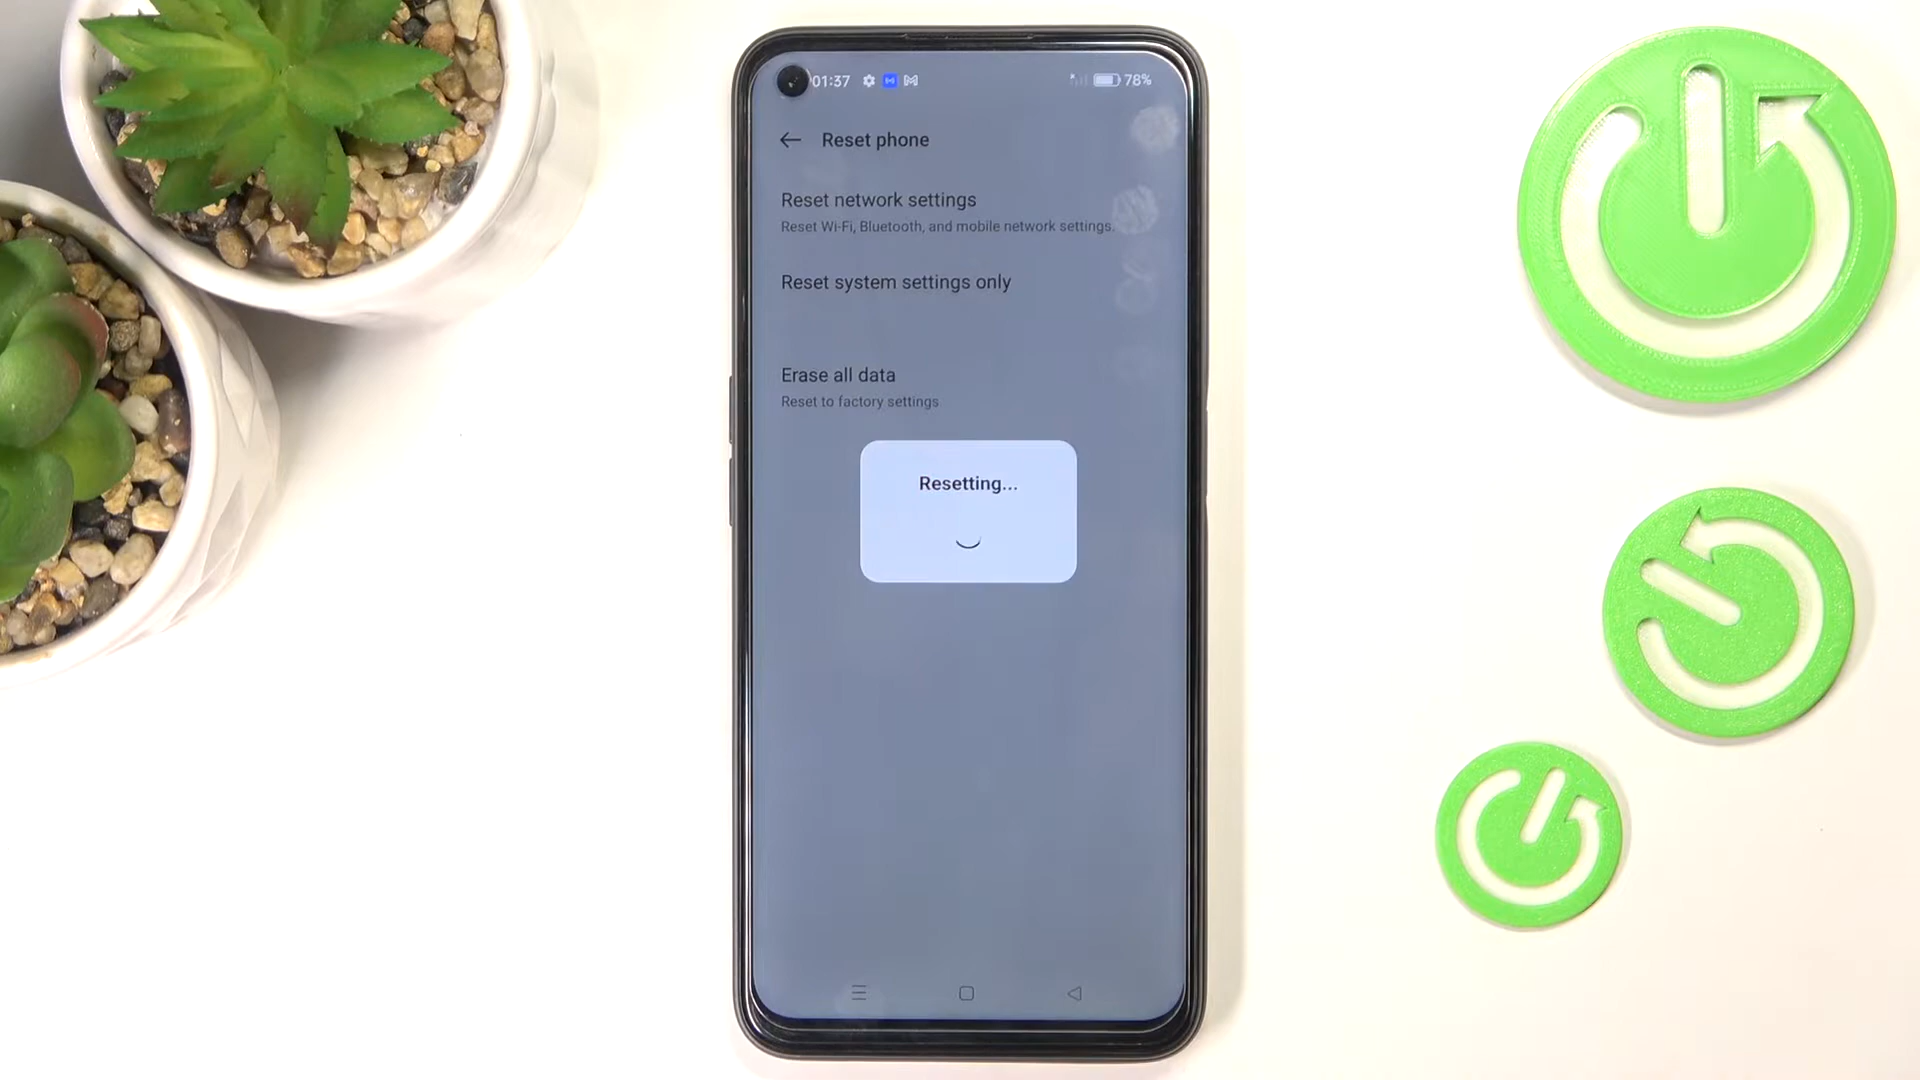 01:37
78%
Reset phone
Reset network settings
Reset Wi-Fi, Bluetooth, and mobile network settings.
Reset system settings only
Erase all data
Reset to factory settings
Resetting...